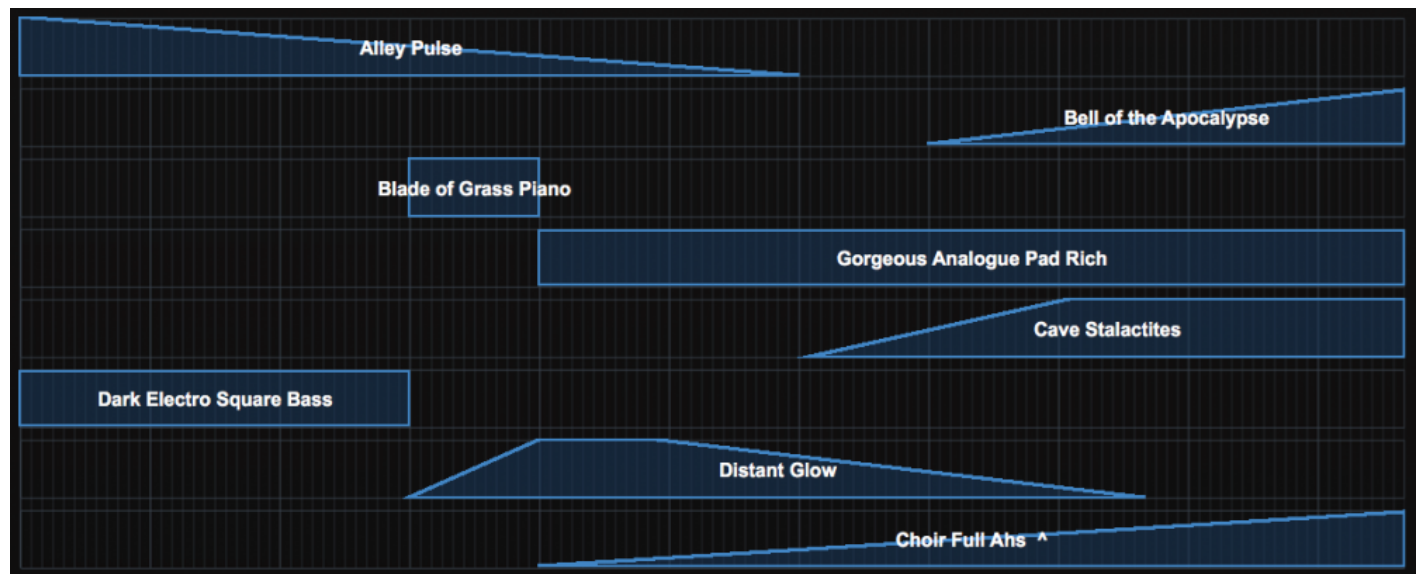 Alley Pulse
Bell of the Apocalypse
Blade of Grass Piano
Gorgeous Analogue Pad Rich
Cave Stalactites
Dark Electro Square Bass
Distant Glow
Choir Full Ahs ^